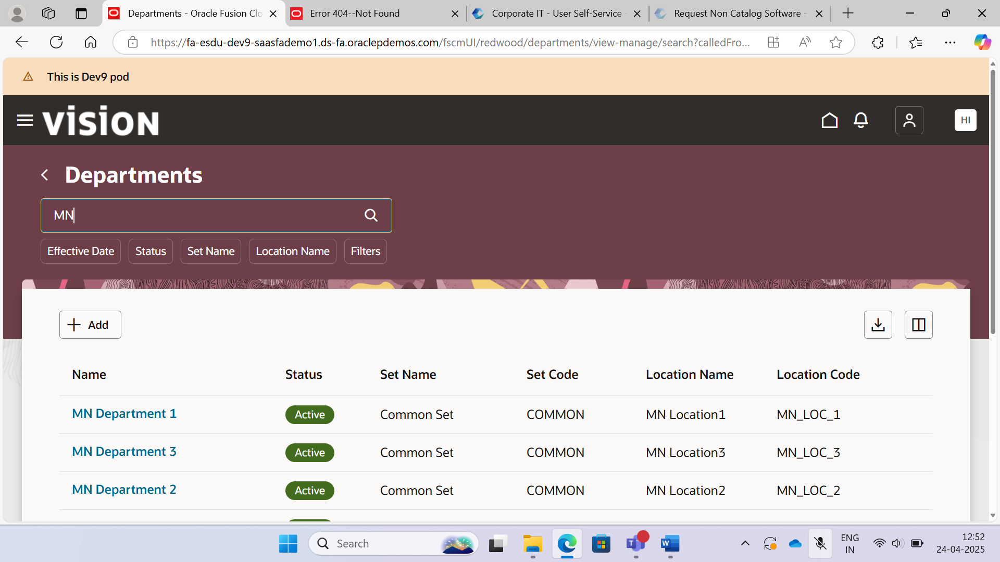 Departments - Oracle Fusion Clo
Error 404--Not Found
Corporate IT - User Self-Service -
Request Non Catalog Software -
https://fa-esdu-dev9-saasfademo1.ds-fa.oraclepdemos.com/fscmUI/redwood/departments/view-manage/search?calledFro...
This is Dev9 pod
VISION
HI
Departments
MN
Effective Date
Status
Set Name
Location Name
Filters
Add
Name Status Set Name Set Code Location Name Location Code
MN Department 1 Active Common Set COMMON MN Location1 MN_LOC_1
MN Department 3 Active Common Set COMMON MN Location3 MN_LOC_3
MN Department 2 Active Common Set COMMON MN Location2 MN_LOC_2
Search
ENG
IN
12:52
24-04-2025